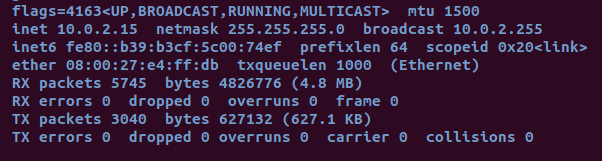 flags=4163<UP,BROADCAST,RUNNING,MULTICAST>  mtu 1500
inet 10.0.2.15  netmask 255.255.255.0  broadcast 10.0.2.255
inet6 fe80::b39:b3cf:5c00:74ef  prefixlen 64  scopeid 0x20<link>
ether 08:00:27:e4:ff:db  txqueuelen 1000  (Ethernet)
RX packets 5745  bytes 4826776 (4.8 MB)
RX errors 0  dropped 0  overruns 0  frame 0
TX packets 3040  bytes 627132 (627.1 KB)
TX errors 0  dropped 0 overruns 0  carrier 0  collisions 0